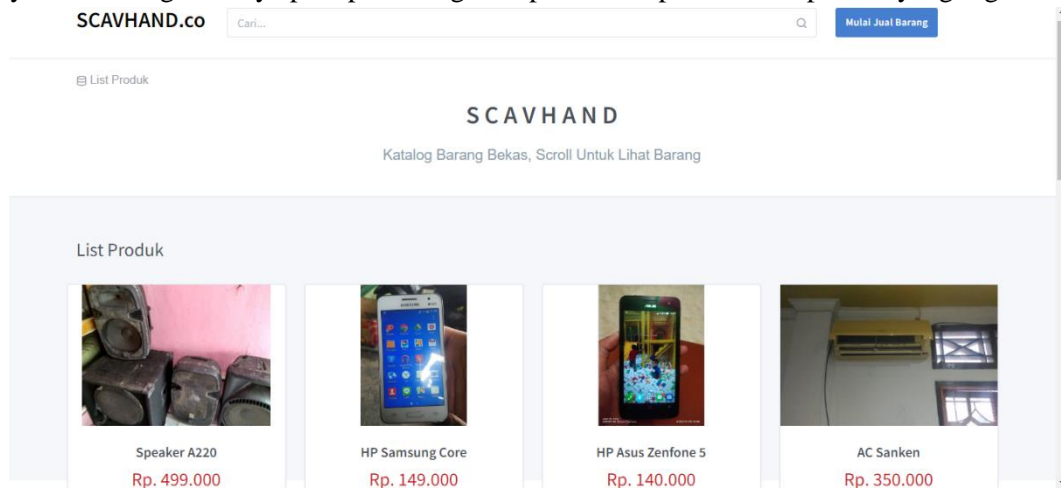 SCAVHAND.co
Cari...
Mulai Jual Barang
List Produk
SCAVHAND
Katalog Barang Bekas, Scroll Untuk Lihat Barang
List Produk
SAMSUNG
Speaker A220
HP Samsung Core
HP Asus Zenfone 5
AC Sanken
Rp. 499.000
Rp. 149.000
Rp. 140.000
Rp. 350.000